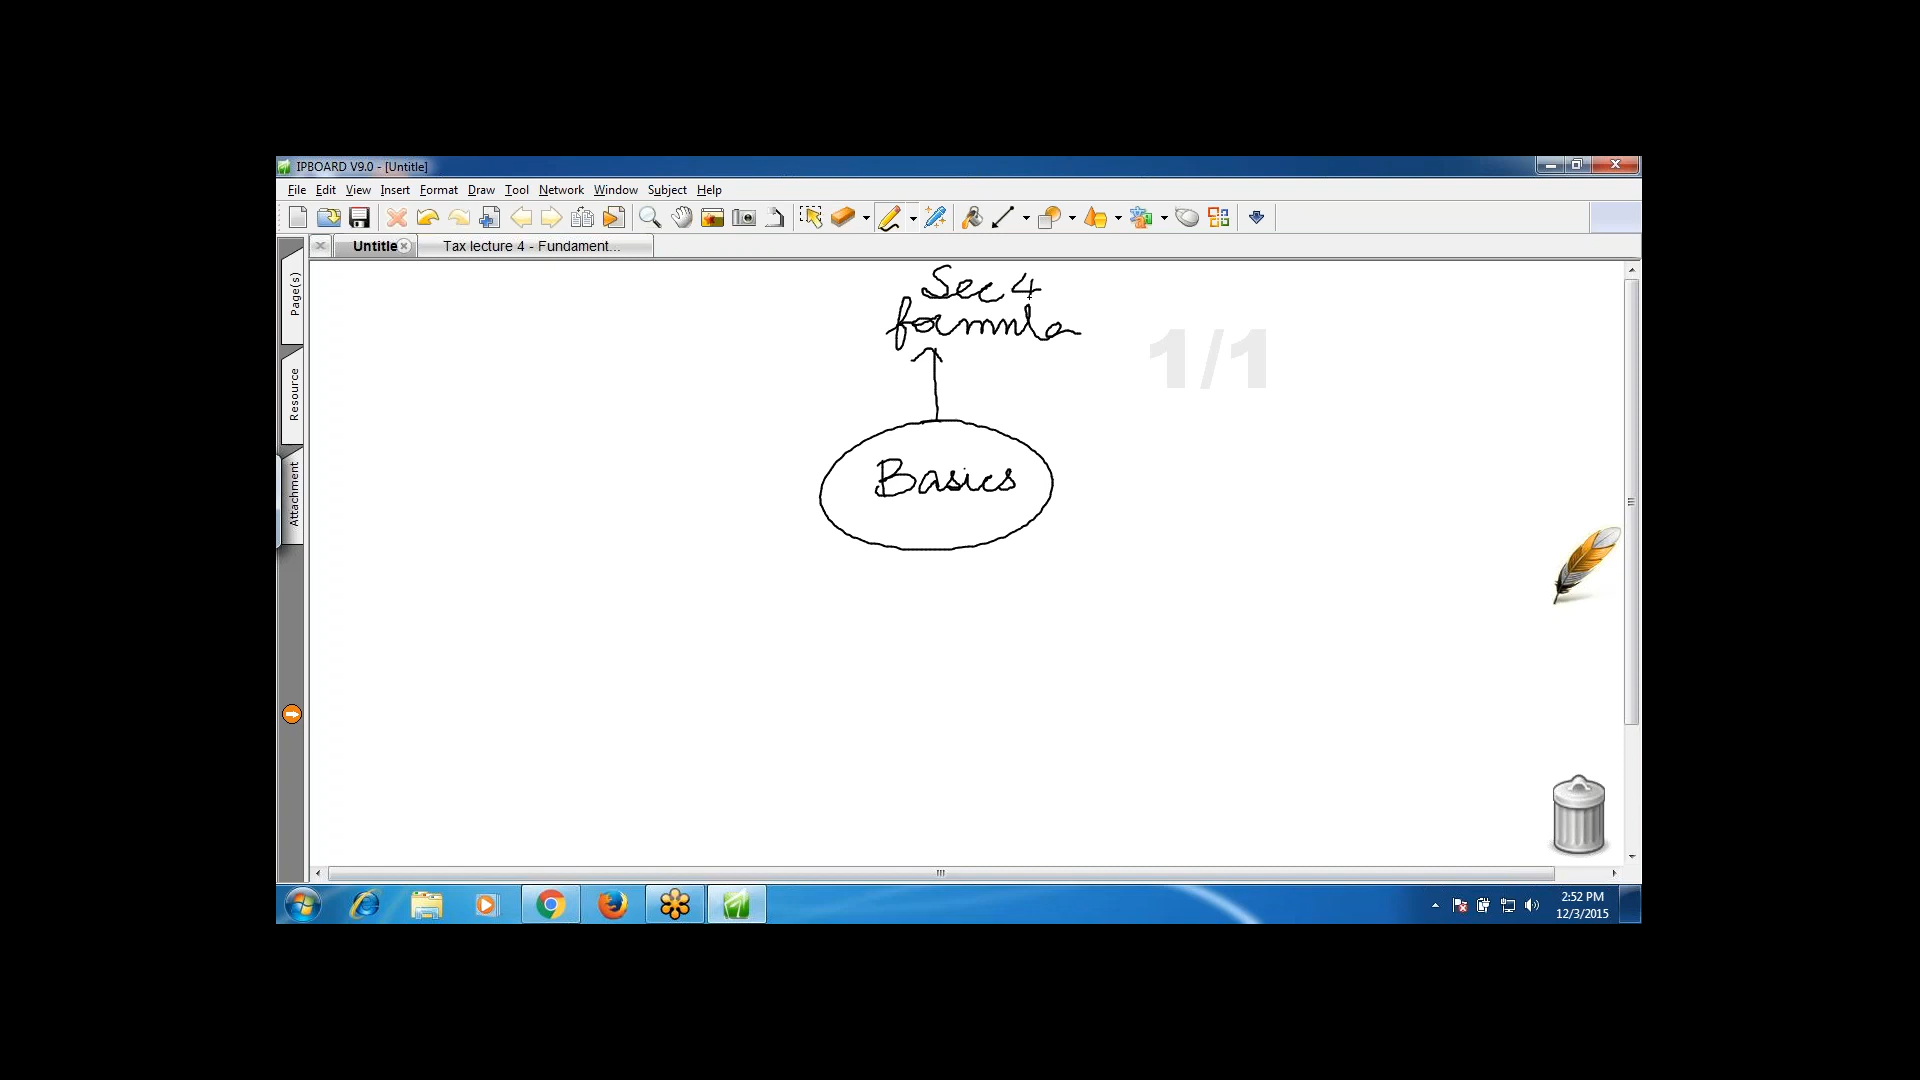 IPBOARD V9.0 - [Untitle]
File Edit View Insert Format Draw Tool Network Window Subject Help
Untitle Tax lecture 4 - Fundament...
Page(s)
Resource
Attachment
Sec 4
formula
1/1
Basics
2:52 PM
12/3/2015